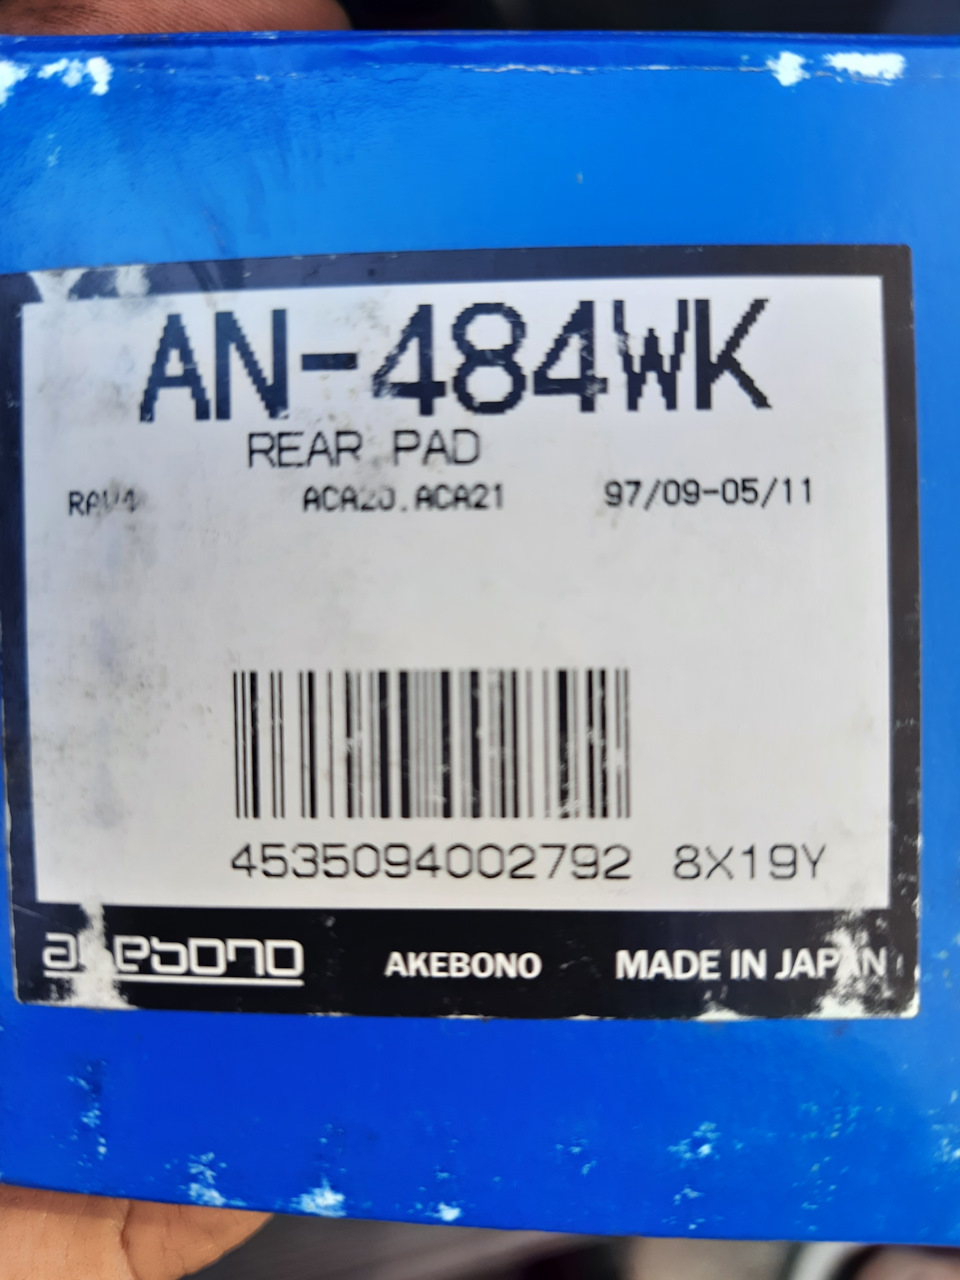 AN-484WK
REAR PAD
RAV4 ACA20.ACA21 97/09-05/11
4535094002792 8X19Y
akebono AKEBONO MADE IN JAPAN